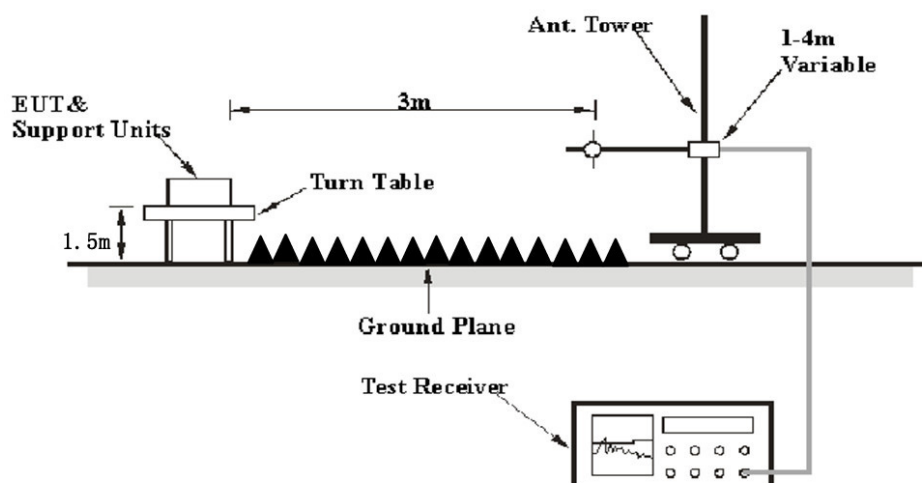 Ant. Tower
1-4m
Variable
EUT&
Support Units
3m
Turn Table
1.5m
Ground Plane
Test Receiver